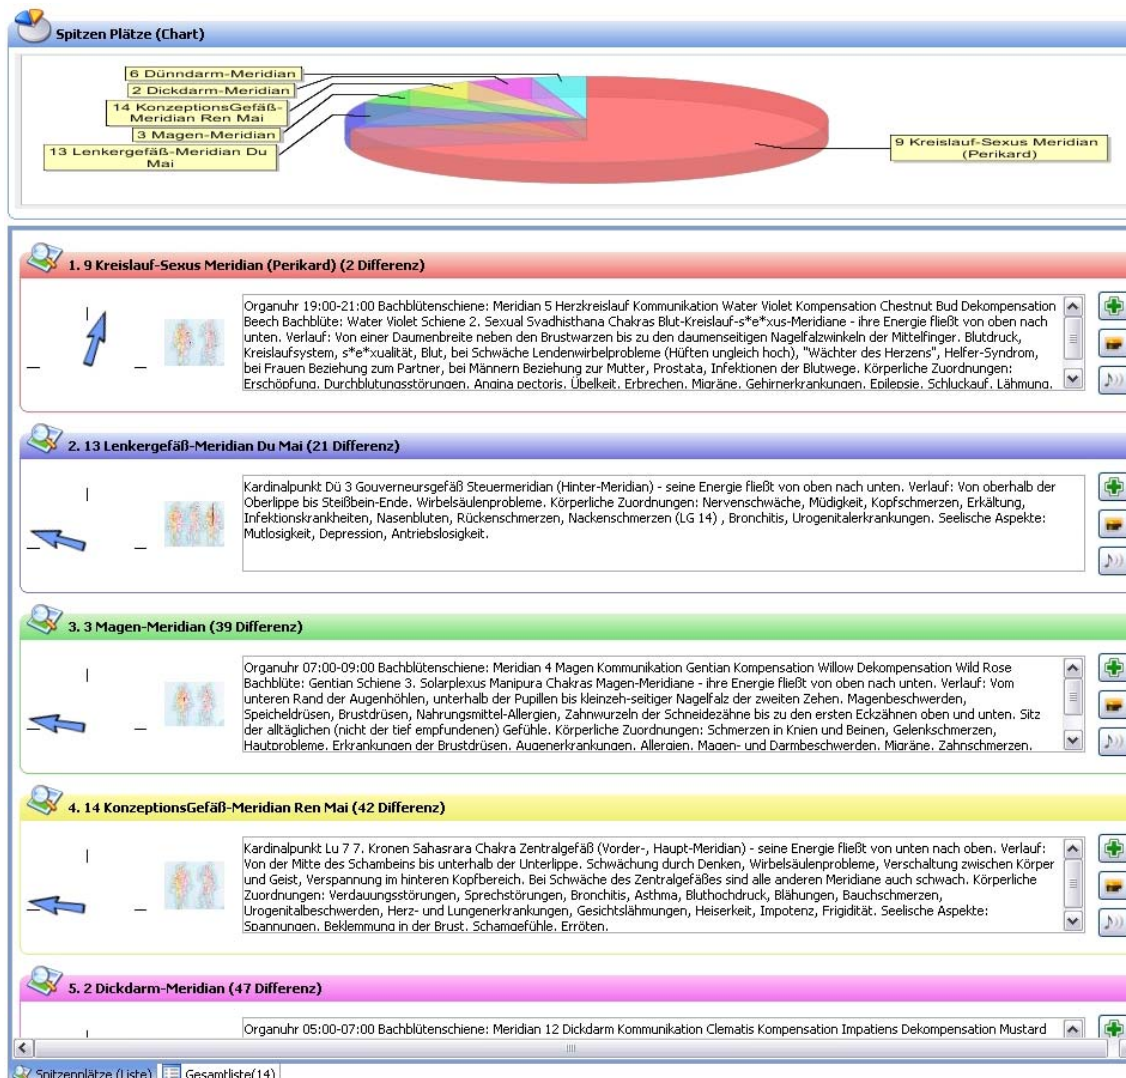 Spitzen Plätze (Chart)
6 Dünndarm-Meridian
2 Dickdarm-Meridian
14 KonzeptionsGefäß-
Meridian Ren Mai
3 Magen-Meridian
13 Lenkergefäß-Meridian Du
Mai
9 Kreislauf-Sexus Meridian
(Perikard)
1. 9 Kreislauf-Sexus Meridian (Perikard) (2 Differenz)
Organuhr 19:00-21:00 Bachblütenschiene: Meridian 5 Herzkreislauf Kommunikation Water Violet Kompensation Chestnut Bud Dekompensation
Beech Bachblüte: Water Violet Schiene 2. Sexual Svadhisthana Chakras Blut-Kreislauf-s*e*xus-Meridiane - ihre Energie fließt von oben nach
unten. Verlauf: Von einer Daumenbreite neben den Brustwarzen bis zu den daumenseitigen Nagelfalzwinkeln der Mittelfinger. Blutdruck,
Kreislaufsystem, s*e*xualität, Blut, bei Schwäche Lendenwirbelprobleme (Hüften ungleich hoch), "Wächter des Herzens", Helfer-Syndrom,
bei Frauen Beziehung zum Partner, bei Männern Beziehung zur Mutter, Prostata, Infektionen der Blutwege. Körperliche Zuordnungen:
Erschöpfung, Durchblutungsstörungen, Angina pectoris, Übelkeit, Erbrechen, Migräne, Gehirnerkrankungen, Epilepsie, Schluckauf, Lähmung,
2. 13 Lenkergefäß-Meridian Du Mai (21 Differenz)
Kardinalpunkt Dü 3 Gouverneursgefäß Steuermeridian (Hinter-Meridian) - seine Energie fließt von oben nach unten. Verlauf: Von oberhalb der
Oberlippe bis Steißbein-Ende. Wirbelsäulenprobleme. Körperliche Zuordnungen: Nervenschwäche, Müdigkeit, Kopfschmerzen, Erkältung,
Infektionskrankheiten, Nasenbluten, Rückenschmerzen, Nackenschmerzen (LG 14) , Bronchitis, Urogenitalerkrankungen. Seelische Aspekte:
Mutlosigkeit, Depression, Antriebslosigkeit.
3. 3 Magen-Meridian (39 Differenz)
Organuhr 07:00-09:00 Bachblütenschiene: Meridian 4 Magen Kommunikation Gentian Kompensation Willow Dekompensation Wild Rose
Bachblüte: Gentian Schiene 3. Solarplexus Manipura Chakras Magen-Meridiane - ihre Energie fließt von oben nach unten. Verlauf: Vom
unteren Rand der Augenhöhlen, unterhalb der Pupillen bis kleinzeh-seitiger Nagelfalz der zweiten Zehen. Magenbeschwerden,
Speicheldrüsen, Brustdrüsen, Nahrungsmittel-Allergien, Zahnwurzeln der Schneidezähne bis zu den ersten Eckzähnen oben und unten. Sitz
der alltäglichen (nicht der tief empfundenen) Gefühle. Körperliche Zuordnungen: Schmerzen in Knien und Beinen, Gelenkschmerzen,
Hautprobleme, Erkrankungen der Brustdrüsen, Augenerkrankungen, Allergien, Magen- und Darmbeschwerden, Migräne, Zahnschmerzen,
4. 14 KonzeptionsGefäß-Meridian Ren Mai (42 Differenz)
Kardinalpunkt Lu 7 7. Kronen Sahasrara Chakra Zentralgefäß (Vorder-, Haupt-Meridian) - seine Energie fließt von unten nach oben. Verlauf:
Von der Mitte des Schambeins bis unterhalb der Unterlippe. Schwächung durch Denken, Wirbelsäulenprobleme, Verschaltung zwischen Körper
und Geist, Verspannung im hinteren Kopfbereich. Bei Schwäche des Zentralgefäßes sind alle anderen Meridiane auch schwach. Körperliche
Zuordnungen: Verdauungsstörungen, Sprechstörungen, Bronchitis, Asthma, Bluthochdruck, Blähungen, Bauchschmerzen,
Urogenitalbeschwerden, Herz- und Lungenerkrankungen, Gesichtslähmungen, Heiserkeit, Impotenz, Frigidität. Seelische Aspekte:
Spannungen, Beklemmung in der Brust, Schamgefühle, Erröten.
5. 2 Dickdarm-Meridian (47 Differenz)
Organuhr 05:00-07:00 Bachblütenschiene: Meridian 12 Dickdarm Kommunikation Clematis Kompensation Impatiens Dekompensation Mustard
Spitzenplätze (Liste) Gesamtliste(14)